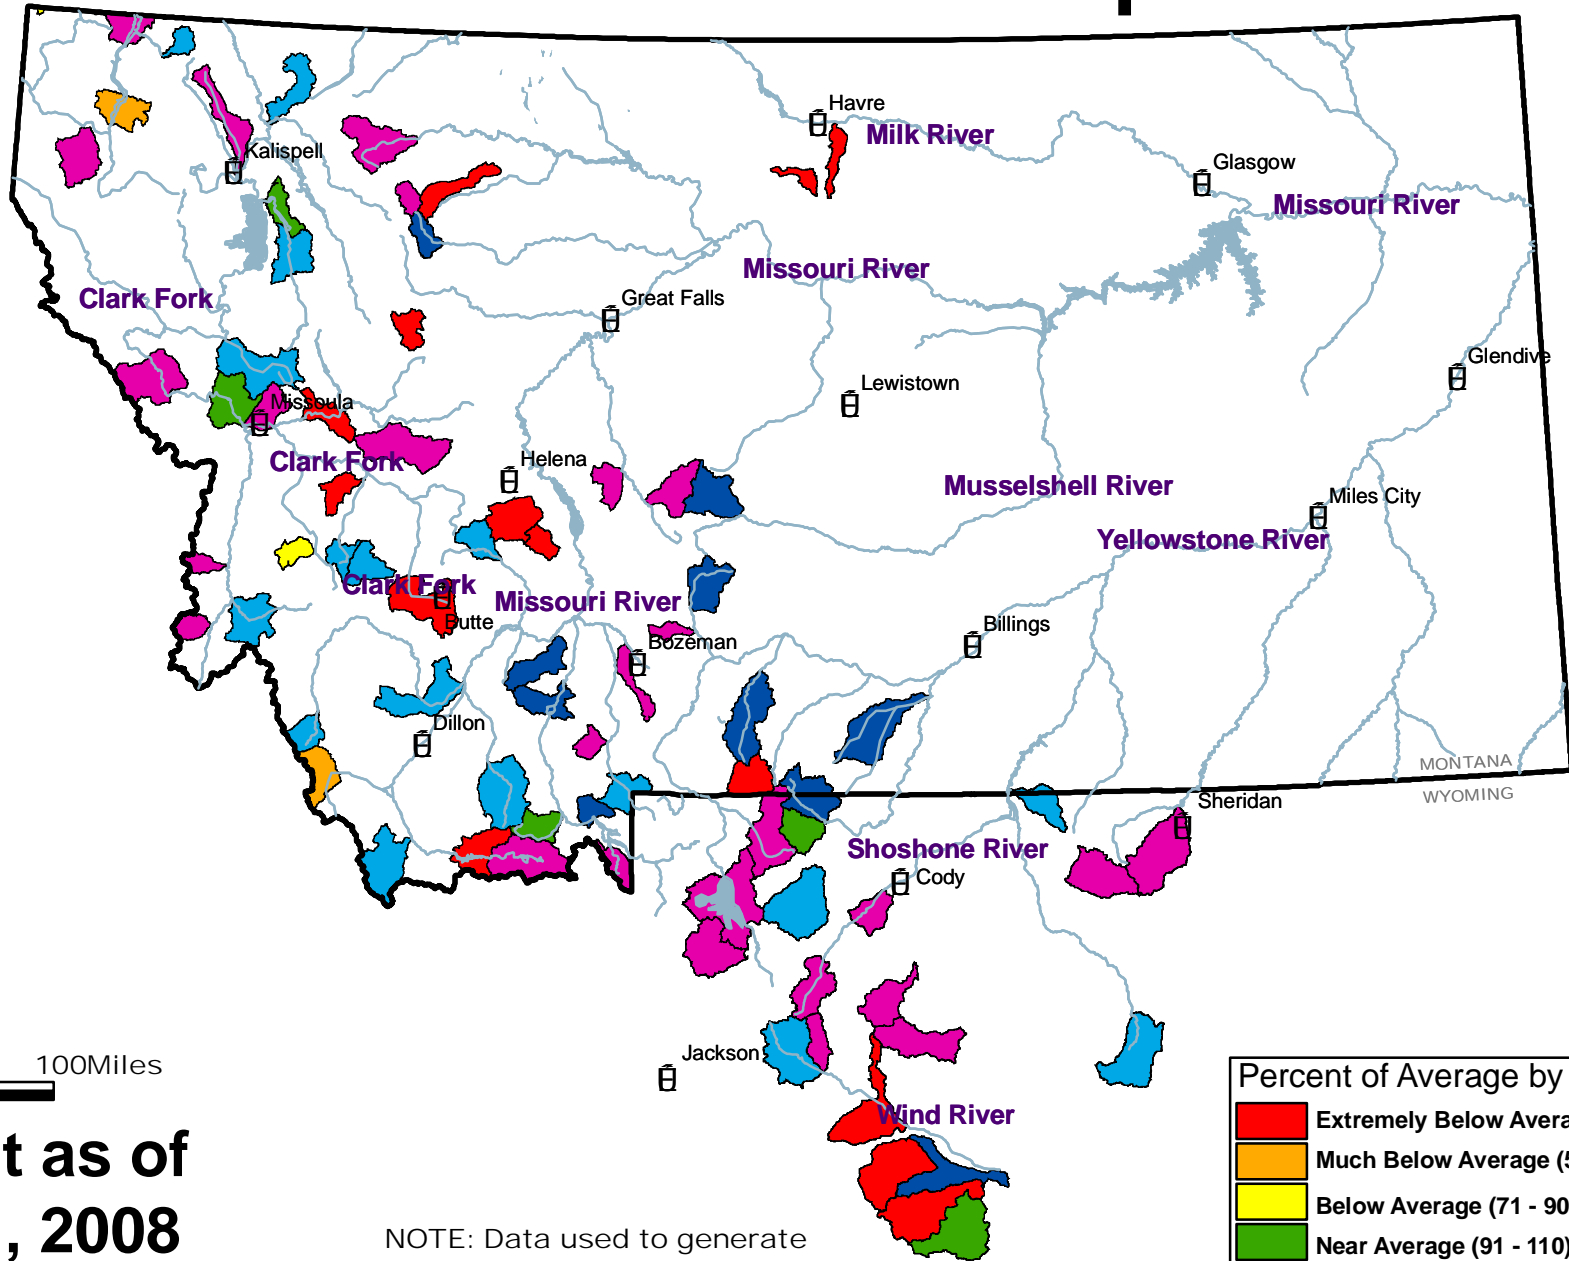 Havre
Milk River
Kalispell
Glasgow
Missouri River
Missouri River
Clark Fork
Great Falls
Glendive
Lewistown
Missoula
Clark Fork
Helena
Musselshell River
Miles City
Yellowstone River
Clark Fork
Missouri River
Butte
Billings
Bozeman
Dillon
MONTANA
WYOMING
Sheridan
Shoshone River
Cody
Jackson
100Miles
Wind River
t as of
, 2008
NOTE: Data used to generate
Percent of Average by
Extremely Below Avera
Much Below Average (5
Below Average (71 - 90
Near Average (91 - 110)